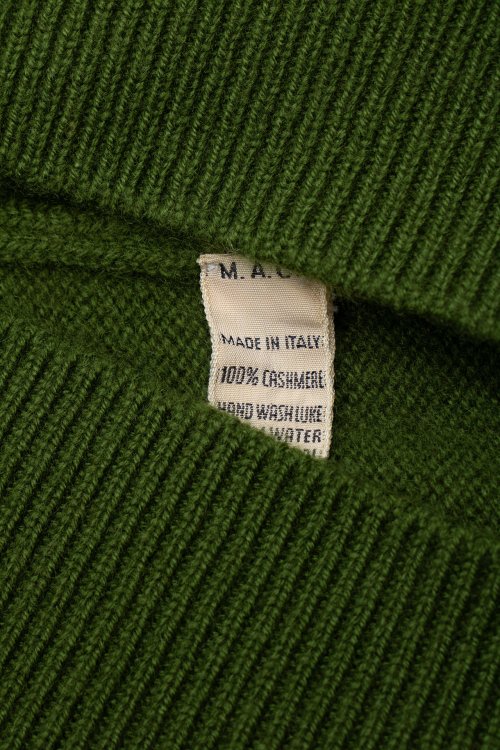 M. A.
MADE IN ITALY
100% CASHMERE
HAND WASH LUKE
WATER